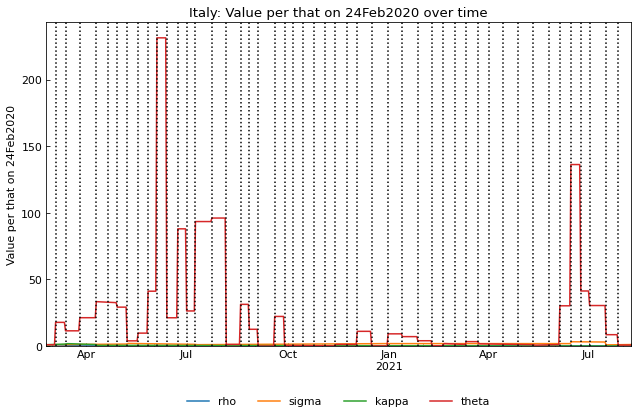 Italy: Value per that on 24Feb2020 over time
Value per that on 24Feb2020
200
150
100
50
0
Apr Jul Oct Jan Apr Jul
2021
rho sigma kappa theta